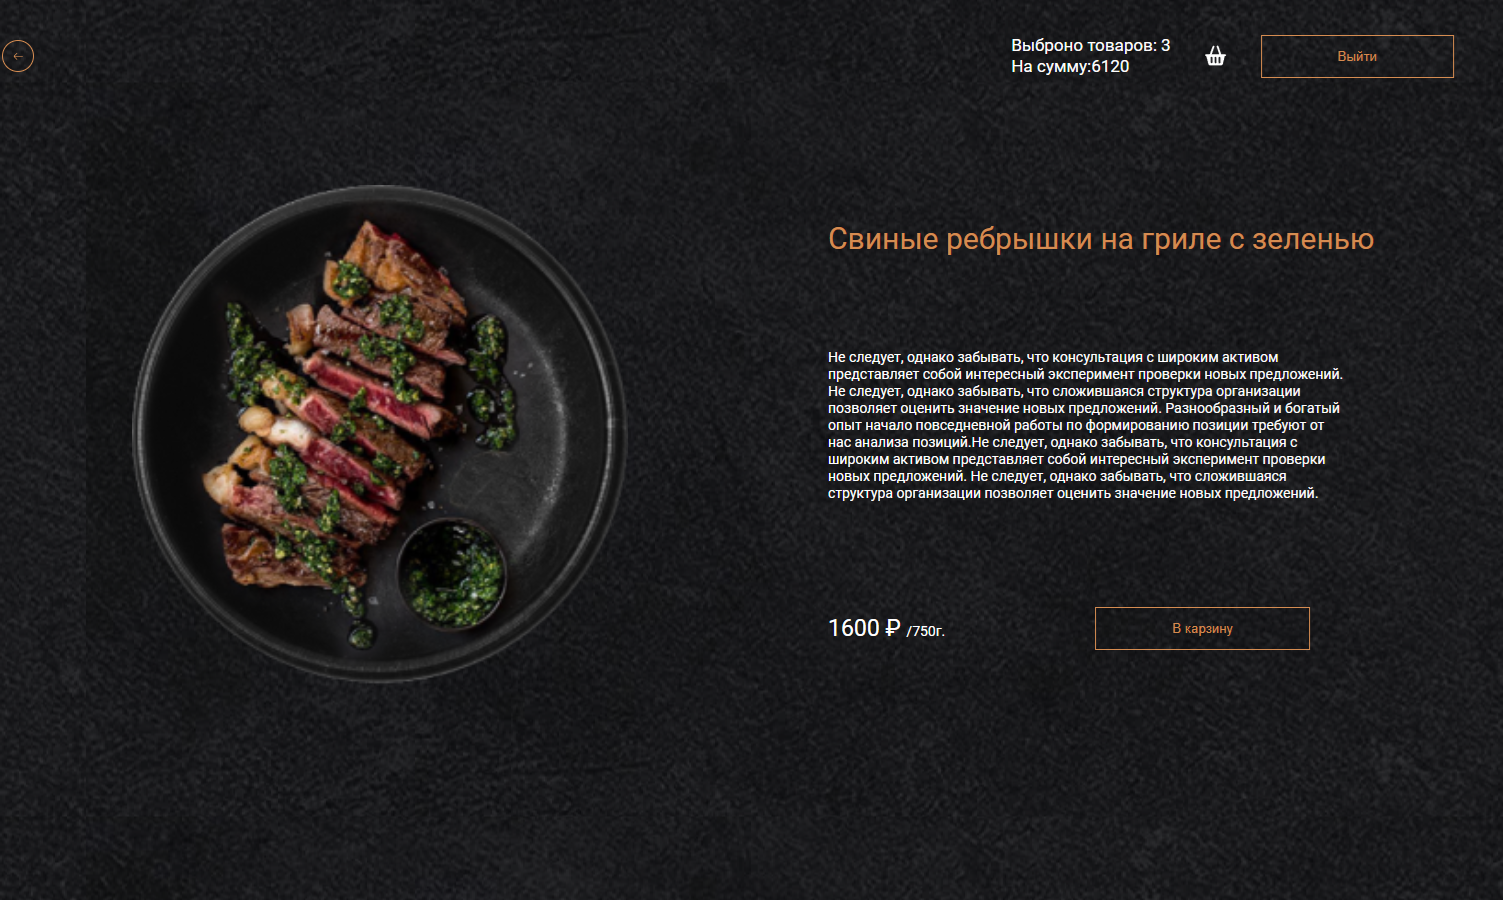 Выброно товаров: 3
На сумму:6120
Выйти
Свиные ребрышки на гриле с зеленью
Не следует, однако забывать, что консультация с широким активом
представляет собой интересный эксперимент проверки новых предложений.
Не следует, однако забывать, что сложившаяся структура организации
позволяет оценить значение новых предложений. Разнообразный и богатый
опыт начало повседневной работы по формированию позиции требуют от
нас анализа позиций.Не следует, однако забывать, что консультация с
широким активом представляет собой интересный эксперимент проверки
новых предложений. Не следует, однако забывать, что сложившаяся
структура организации позволяет оценить значение новых предложений.
1600 ₽ /750г.
В карзину